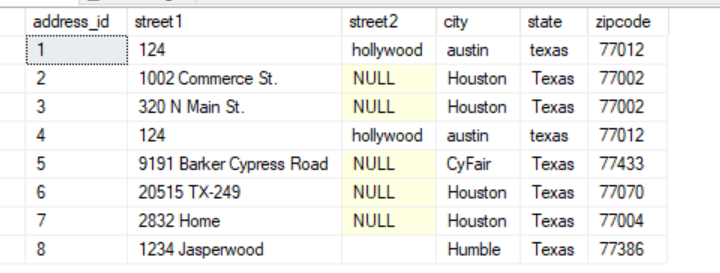 address_id street1 street2 city state zipcode
1 124 hollywood austin texas 77012
2 1002 Commerce St. NULL Houston Texas 77002
3 320 N Main St. NULL Houston Texas 77002
4 124 hollywood austin texas 77012
5 9191 Barker Cypress Road NULL CyFair Texas 77433
6 20515 TX-249 NULL Houston Texas 77070
7 2832 Home NULL Houston Texas 77004
8 1234 Jasperwood Humble Texas 77386